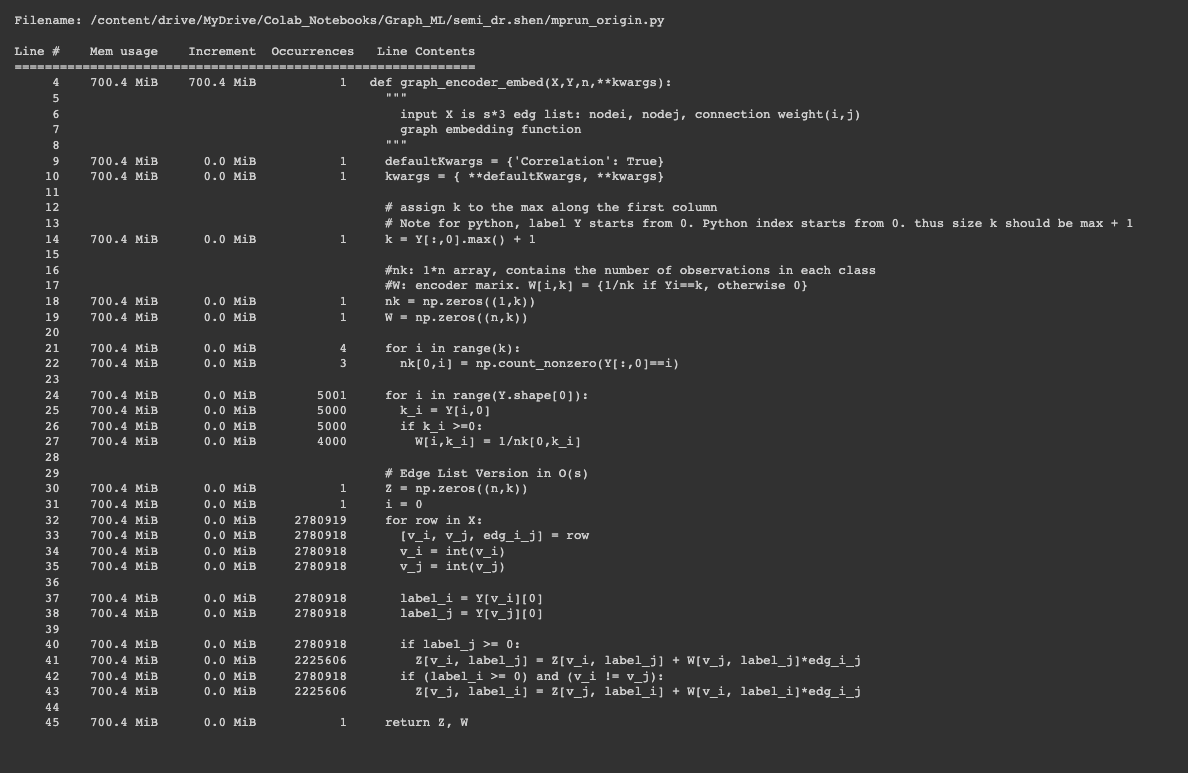 Filename: /content/drive/MyDrive/Colab_Notebooks/Graph_ML/semi_dr.shen/mprun_origin.py

Line #    Mem usage    Increment  Occurrences   Line Contents
=============================================================
     4    700.4 MiB    700.4 MiB           1   def graph_encoder_embed(X,Y,n,**kwargs):
     5                                           """
     6                                             input X is s*3 edg list: nodei, nodej, connection weight(i,j)
     7                                             graph embedding function
     8                                           """
     9    700.4 MiB      0.0 MiB           1     defaultKwargs = {'Correlation': True}
    10    700.4 MiB      0.0 MiB           1     kwargs = { **defaultKwargs, **kwargs}
    11
    12                                           # assign k to the max along the first column
    13                                           # Note for python, label Y starts from 0. Python index starts from 0. thus size k should be max + 1
    14    700.4 MiB      0.0 MiB           1     k = Y[:,0].max() + 1
    15
    16                                           #nk: 1*n array, contains the number of observations in each class
    17                                           #W: encoder marix. W[i,k] = {1/nk if Yi==k, otherwise 0}
    18    700.4 MiB      0.0 MiB           1     nk = np.zeros((1,k))
    19    700.4 MiB      0.0 MiB           1     W = np.zeros((n,k))
    20
    21    700.4 MiB      0.0 MiB           4     for i in range(k):
    22    700.4 MiB      0.0 MiB           3       nk[0,i] = np.count_nonzero(Y[:,0]==i)
    23
    24    700.4 MiB      0.0 MiB        5001     for i in range(Y.shape[0]):
    25    700.4 MiB      0.0 MiB        5000       k_i = Y[i,0]
    26    700.4 MiB      0.0 MiB        5000       if k_i >=0:
    27    700.4 MiB      0.0 MiB        4000         W[i,k_i] = 1/nk[0,k_i]
    28
    29                                           # Edge List Version in O(s)
    30    700.4 MiB      0.0 MiB           1     Z = np.zeros((n,k))
    31    700.4 MiB      0.0 MiB           1     i = 0
    32    700.4 MiB      0.0 MiB     2780919     for row in X:
    33    700.4 MiB      0.0 MiB     2780918       [v_i, v_j, edg_i_j] = row
    34    700.4 MiB      0.0 MiB     2780918       v_i = int(v_i)
    35    700.4 MiB      0.0 MiB     2780918       v_j = int(v_j)
    36
    37    700.4 MiB      0.0 MiB     2780918       label_i = Y[v_i][0]
    38    700.4 MiB      0.0 MiB     2780918       label_j = Y[v_j][0]
    39
    40    700.4 MiB      0.0 MiB     2780918       if label_j >= 0:
    41    700.4 MiB      0.0 MiB     2225606         Z[v_i, label_j] = Z[v_i, label_j] + W[v_j, label_j]*edg_i_j
    42    700.4 MiB      0.0 MiB     2780918       if (label_i >= 0) and (v_i != v_j):
    43    700.4 MiB      0.0 MiB     2225606         Z[v_j, label_i] = Z[v_j, label_i] + W[v_i, label_i]*edg_i_j
    44
    45    700.4 MiB      0.0 MiB           1     return Z, W